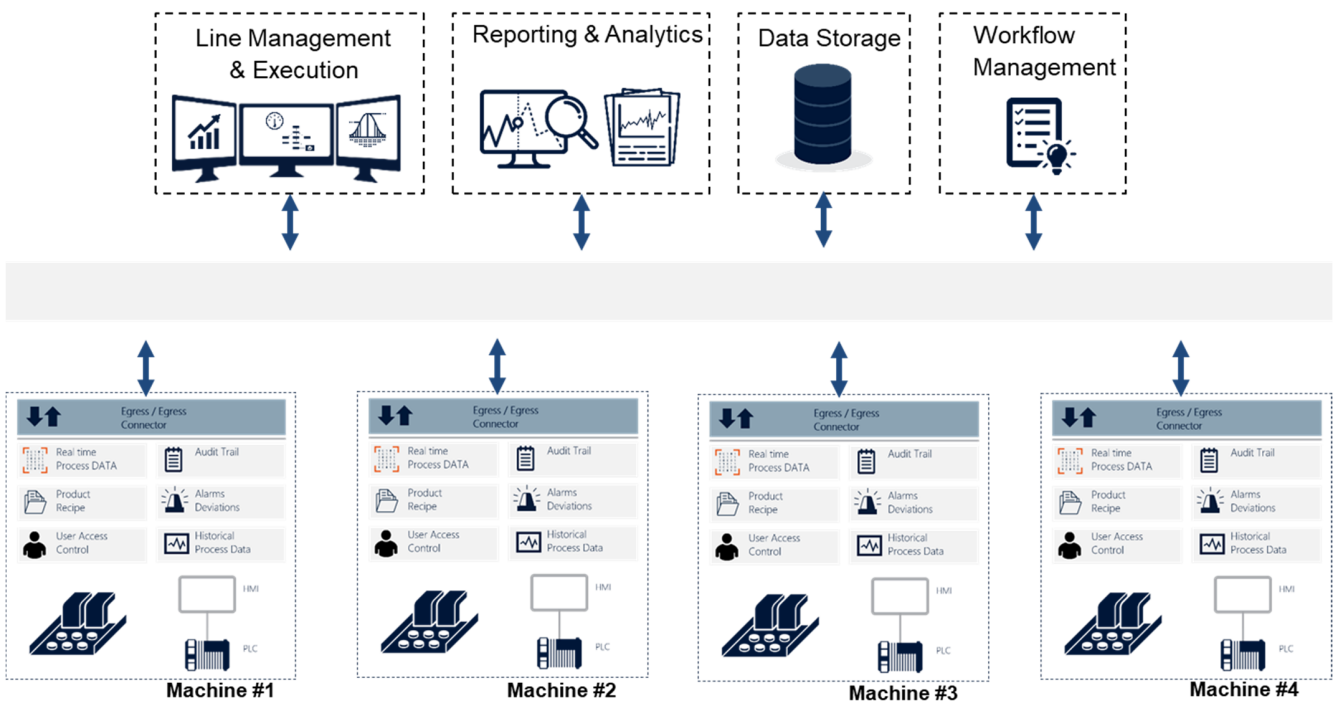 Line Management
& Execution
Reporting & Analytics
Data Storage
Workflow
Management
Egress / Egress
Connector
Real time
Process DATA
Audit Trail
Product
Recipe
Alarms
Deviations
User Access
Control
Historical
Process Data
HMI
PLC
Machine #1
Egress / Egress
Connector
Real time
Process DATA
Audit Trail
Product
Recipe
Alarms
Deviations
User Access
Control
Historical
Process Data
HMI
PLC
Machine #2
Egress / Egress
Connector
Real time
Process DATA
Audit Trail
Product
Recipe
Alarms
Deviations
User Access
Control
Historical
Process Data
HMI
PLC
Machine #3
Egress / Egress
Connector
Real time
Process DATA
Audit Trail
Product
Recipe
Alarms
Deviations
User Access
Control
Historical
Process Data
HMI
PLC
Machine #4